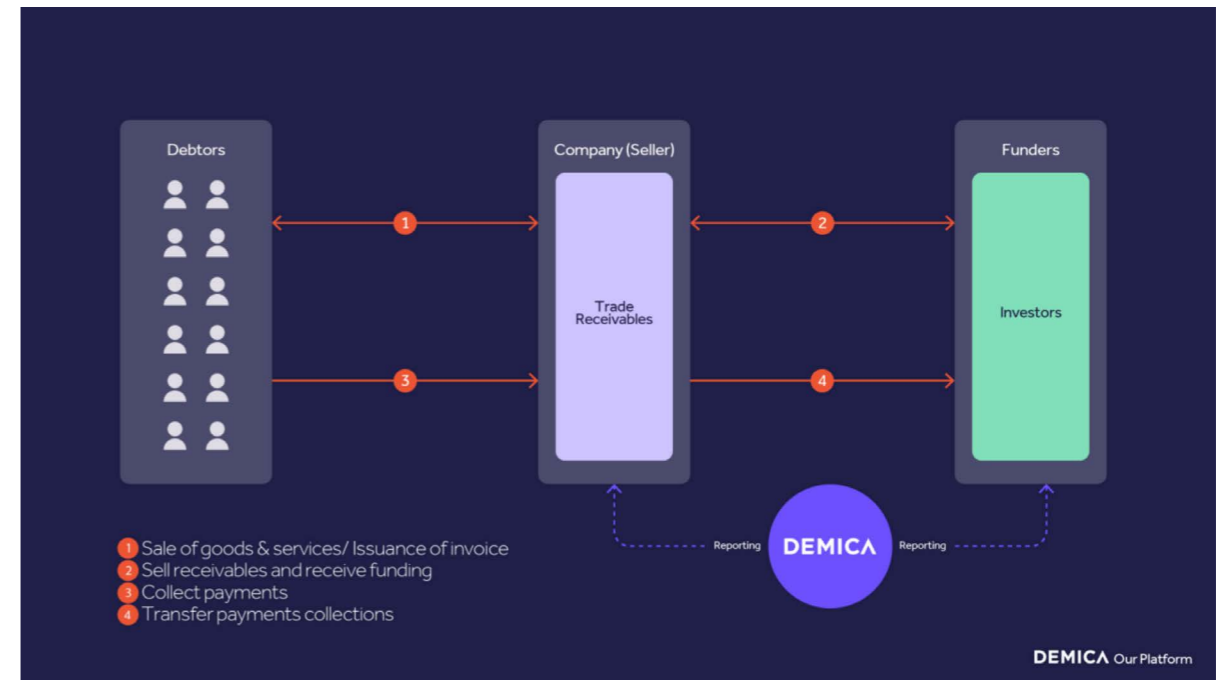 Debtors
Company (Seller)
Funders
1
2
Trade
Receivables
Investors
3
4
Reporting
DEMICA
Reporting
1 Sale of goods & services/ Issuance of invoice
2 Sell receivables and receive funding
3 Collect payments
4 Transfer payments collections
DEMICA Our Platform